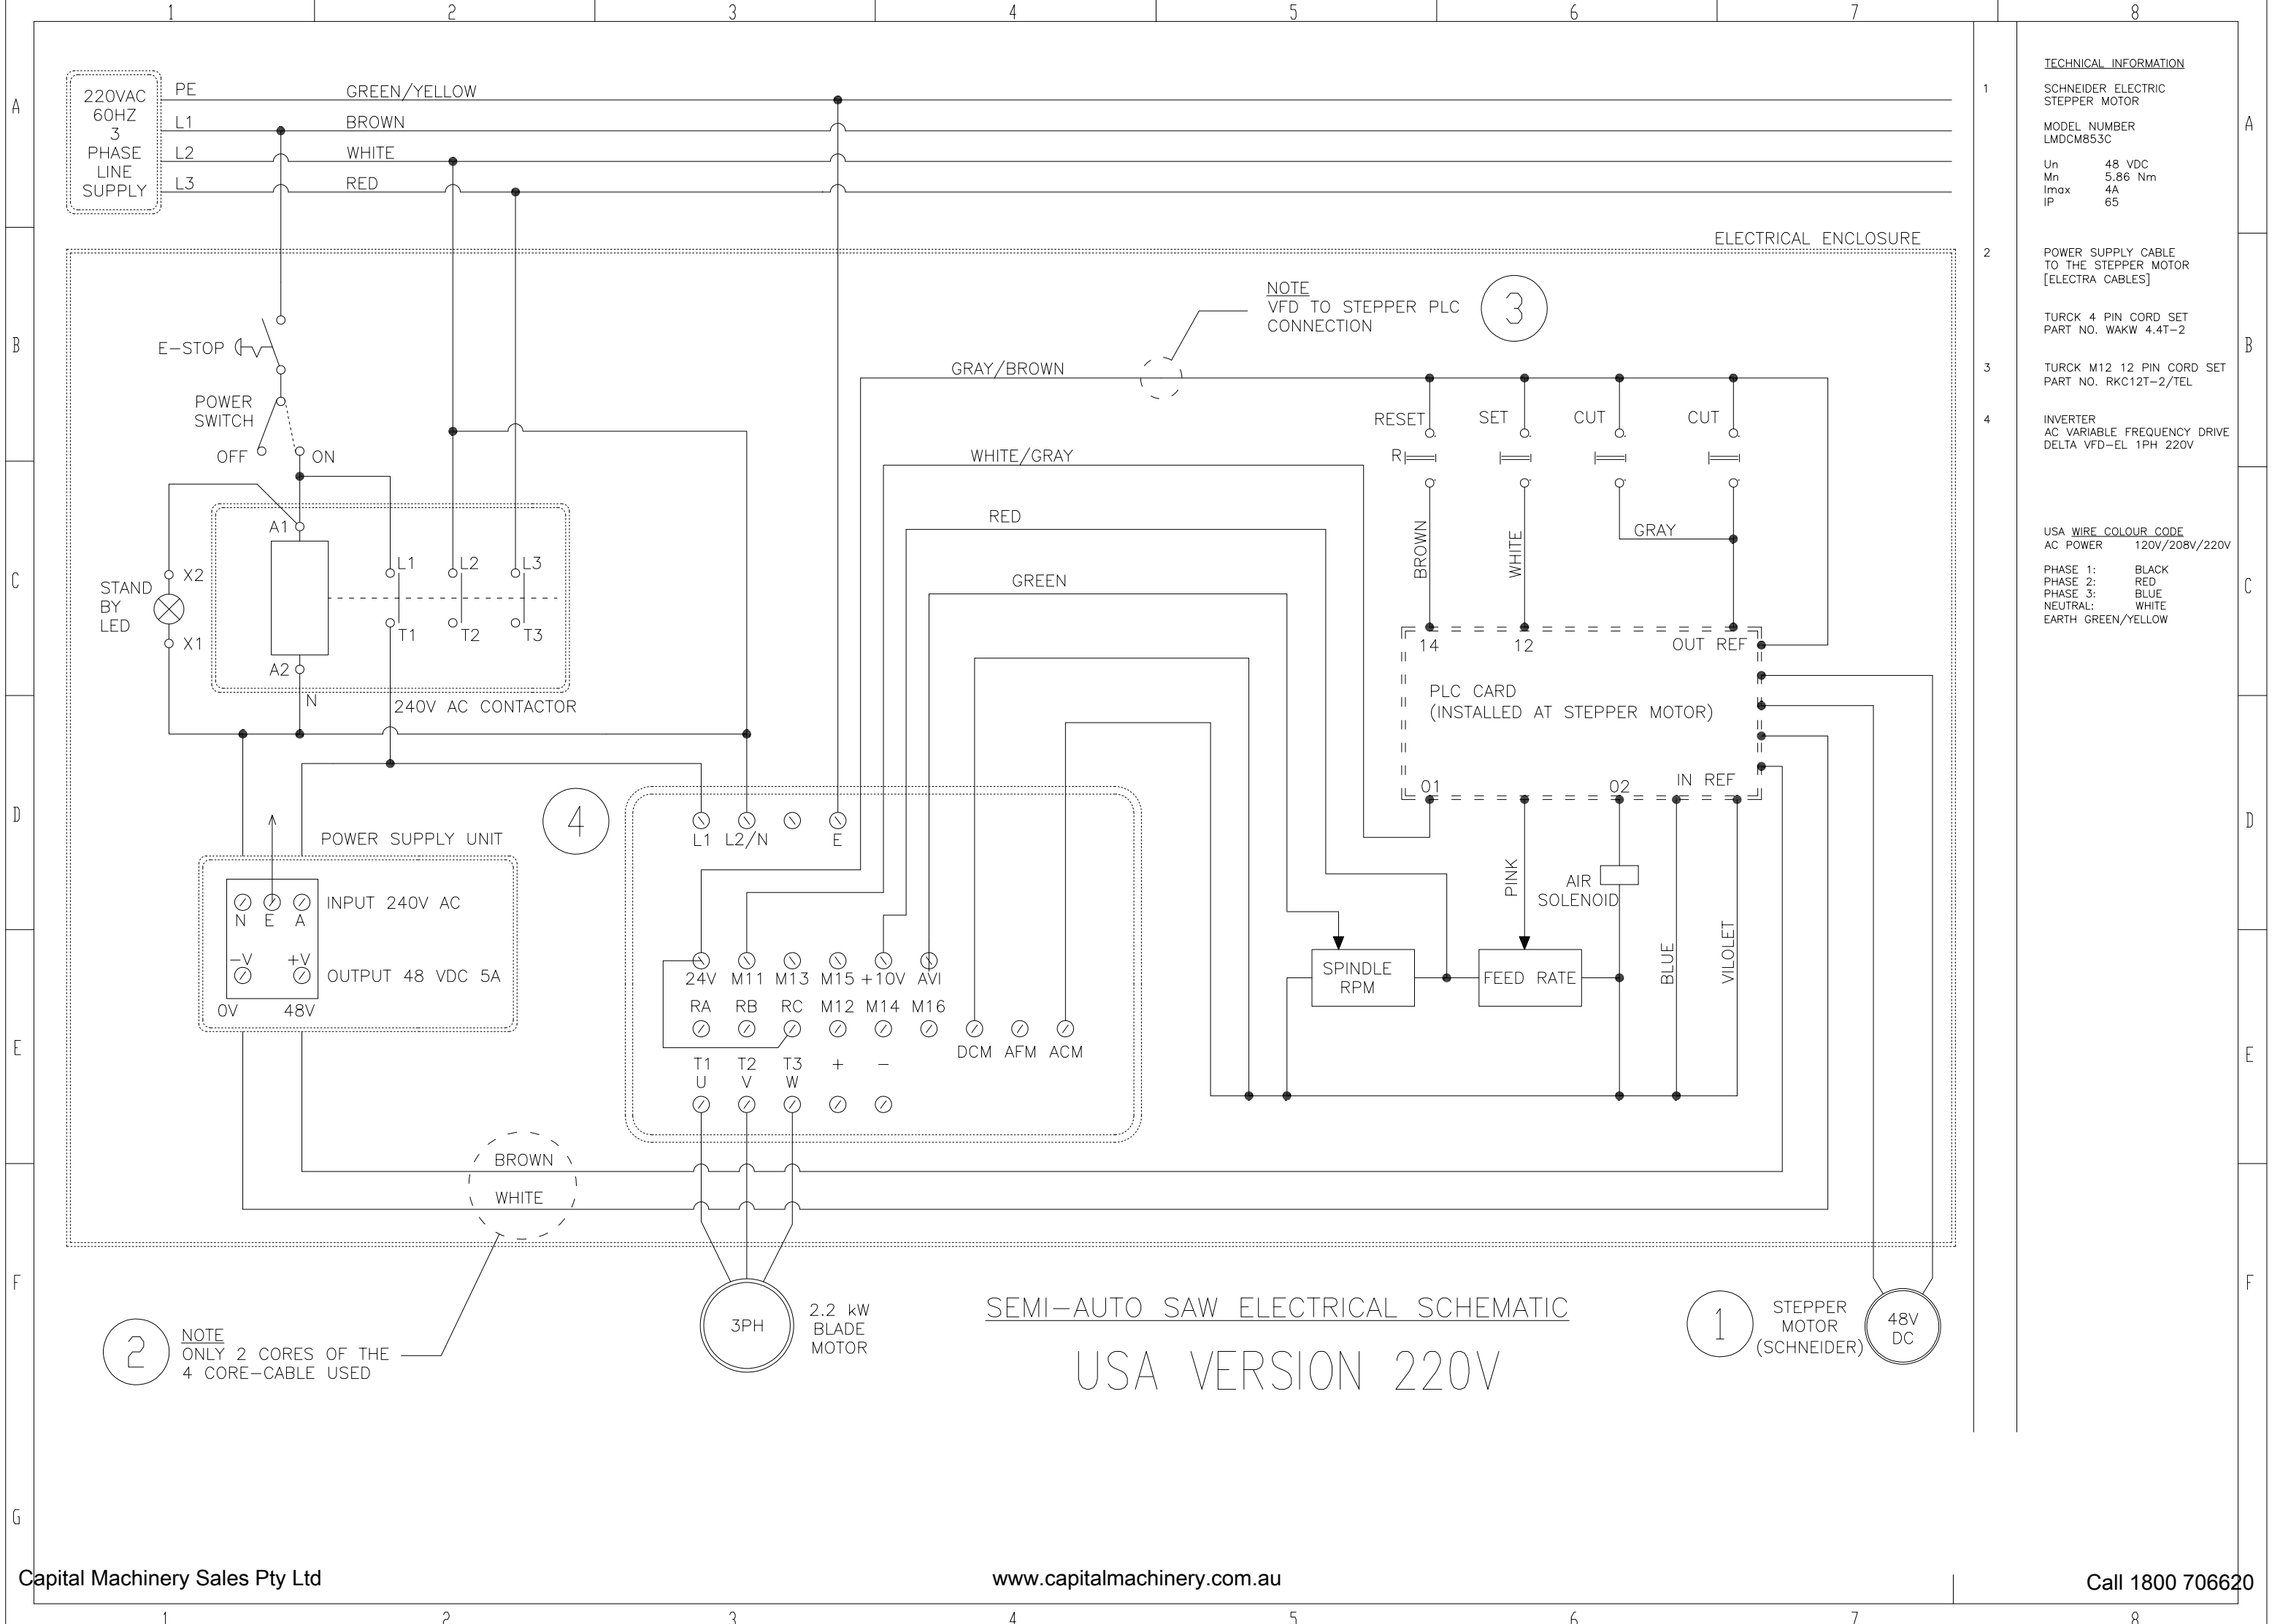 1 2 3 4 5 6 7 8
A
B
C
D
E
F
G
220VAC
60HZ
3
PHASE
LINE
SUPPLY
PE GREEN/YELLOW
L1 BROWN
L2 WHITE
L3 RED
ELECTRICAL ENCLOSURE
E-STOP
POWER
SWITCH
OFF ON
A1
A2
N
L1 L2 L3
T1 T2 T3
240V AC CONTACTOR
STAND
BY
LED
X2
X1
NOTE
VFD TO STEPPER PLC
CONNECTION
3
GRAY/BROWN
WHITE/GRAY
RED
GREEN
RESET SET CUT CUT
R
BROWN
WHITE
GRAY
14 12 OUT REF
PLC CARD
(INSTALLED AT STEPPER MOTOR)
01 02 IN REF
PINK
AIR
SOLENOID
BLUE
VILOLET
SPINDLE
RPM
FEED RATE
4
L1 L2/N E
24V M11 M13 M15 +10V AVI
RA RB RC M12 M14 M16
DCM AFM ACM
T1 T2 T3 + -
U V W
POWER SUPPLY UNIT
INPUT 240V AC
N E A
-V +V
OUTPUT 48 VDC 5A
0V 48V
BROWN
WHITE
2
NOTE
ONLY 2 CORES OF THE
4 CORE-CABLE USED
3PH
2.2 kW
BLADE
MOTOR
SEMI-AUTO SAW ELECTRICAL SCHEMATIC
USA VERSION 220V
1
STEPPER
MOTOR
(SCHNEIDER)
48V
DC
TECHNICAL INFORMATION
1 SCHNEIDER ELECTRIC
STEPPER MOTOR
MODEL NUMBER
LMDCM853C
Un 48 VDC
Mn 5.86 Nm
Imax 4A
IP 65
2 POWER SUPPLY CABLE
TO THE STEPPER MOTOR
[ELECTRA CABLES]
TURCK 4 PIN CORD SET
PART NO. WAKW 4.4T-2
3 TURCK M12 12 PIN CORD SET
PART NO. RKC12T-2/TEL
4 INVERTER
AC VARIABLE FREQUENCY DRIVE
DELTA VFD-EL 1PH 220V
USA WIRE COLOUR CODE
AC POWER 120V/208V/220V
PHASE 1: BLACK
PHASE 2: RED
PHASE 3: BLUE
NEUTRAL: WHITE
EARTH GREEN/YELLOW
A
B
C
D
E
F
Capital Machinery Sales Pty Ltd
www.capitalmachinery.com.au
Call 1800 706620
1 2 3 4 5 6 7 8